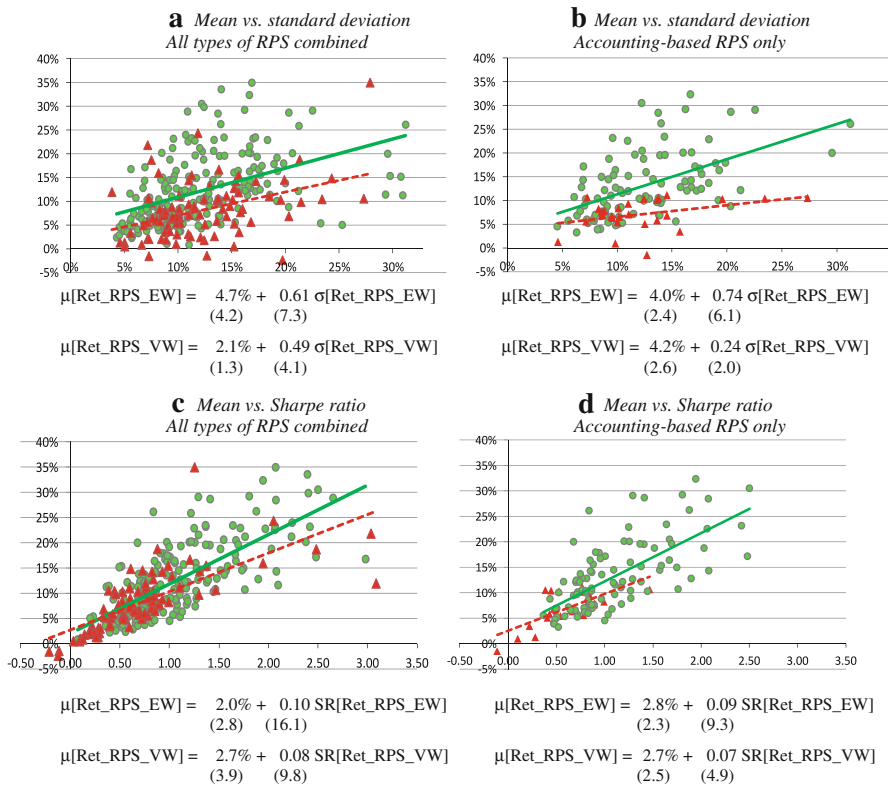 a Mean vs. standard deviation
All types of RPS combined
40%
35%
30%
25%
20%
15%
10%
5%
0%
-5%
0% 5% 10% 15% 20% 25% 30%
μ[Ret_RPS_EW] = 4.7% + 0.61 σ[Ret_RPS_EW]
(4.2) (7.3)
μ[Ret_RPS_VW] = 2.1% + 0.49 σ[Ret_RPS_VW]
(1.3) (4.1)
b Mean vs. standard deviation
Accounting-based RPS only
40%
35%
30%
25%
20%
15%
10%
5%
0%
-5%
0% 5% 10% 15% 20% 25% 30%
μ[Ret_RPS_EW] = 4.0% + 0.74 σ[Ret_RPS_EW]
(2.4) (6.1)
μ[Ret_RPS_VW] = 4.2% + 0.24 σ[Ret_RPS_VW]
(2.6) (2.0)
c Mean vs. Sharpe ratio
All types of RPS combined
40%
35%
30%
25%
20%
15%
10%
5%
0%
-5%
-0.50 0.00 0.50 1.00 1.50 2.00 2.50 3.00 3.50
μ[Ret_RPS_EW] = 2.0% + 0.10 SR[Ret_RPS_EW]
(2.8) (16.1)
μ[Ret_RPS_VW] = 2.7% + 0.08 SR[Ret_RPS_VW]
(3.9) (9.8)
d Mean vs. Sharpe ratio
Accounting-based RPS only
40%
35%
30%
25%
20%
15%
10%
5%
0%
-5%
-0.50 0.00 0.50 1.00 1.50 2.00 2.50 3.00 3.50
μ[Ret_RPS_EW] = 2.8% + 0.09 SR[Ret_RPS_EW]
(2.3) (9.3)
μ[Ret_RPS_VW] = 2.7% + 0.07 SR[Ret_RPS_VW]
(2.5) (4.9)